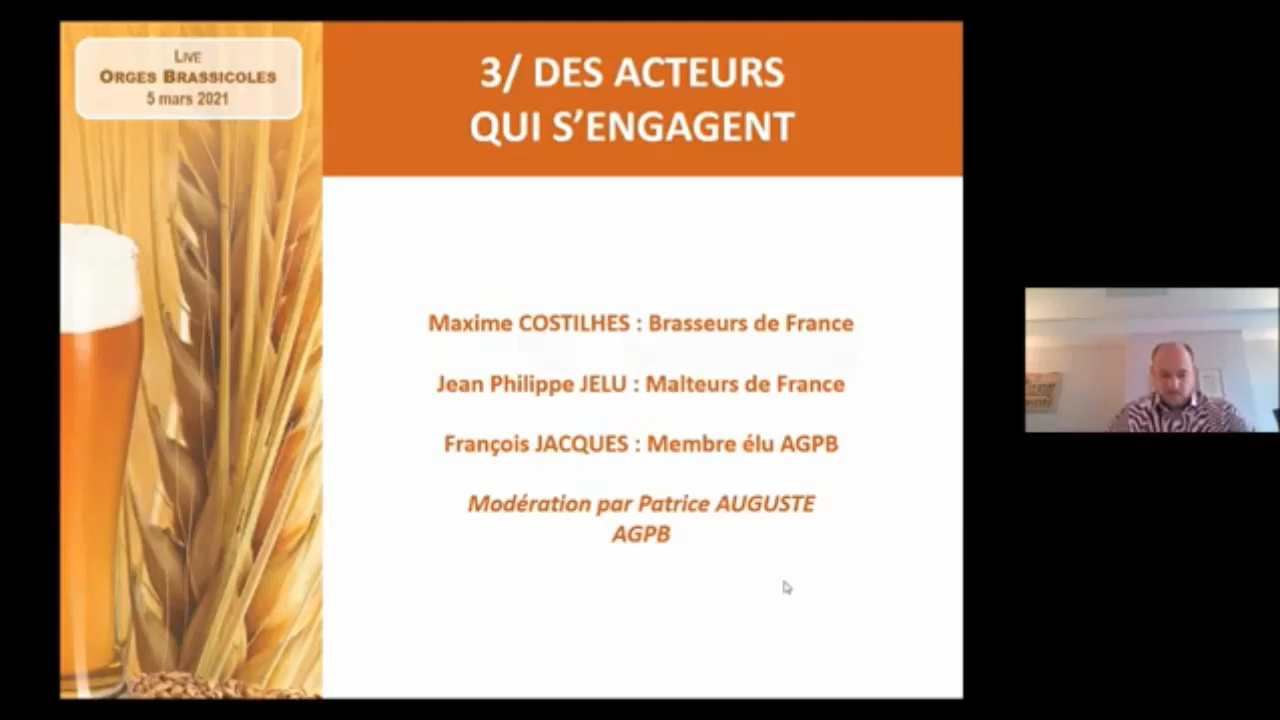 LIVE
ORGES BRASSICOLES
5 mars 2021
3/ DES ACTEURS
QUI S’ENGAGENT
Maxime COSTILHES : Brasseurs de France
Jean Philippe JELU : Malteurs de France
François JACQUES : Membre élu AGPB
Modération par Patrice AUGUSTE
AGPB